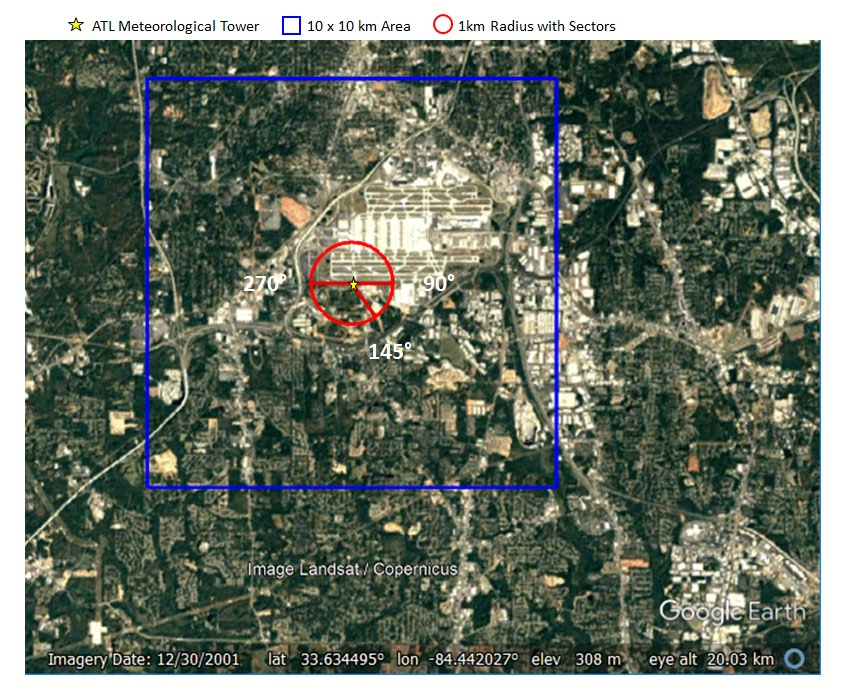 ATL Meteorological Tower 10 x 10 km Area 1km Radius with Sectors
270° 90°
145°
Image Landsat / Copernicus
Google Earth
Imagery Date: 12/30/2001 lat 33.634495° lon -84.442027° elev 308 m eye alt 20.03 km